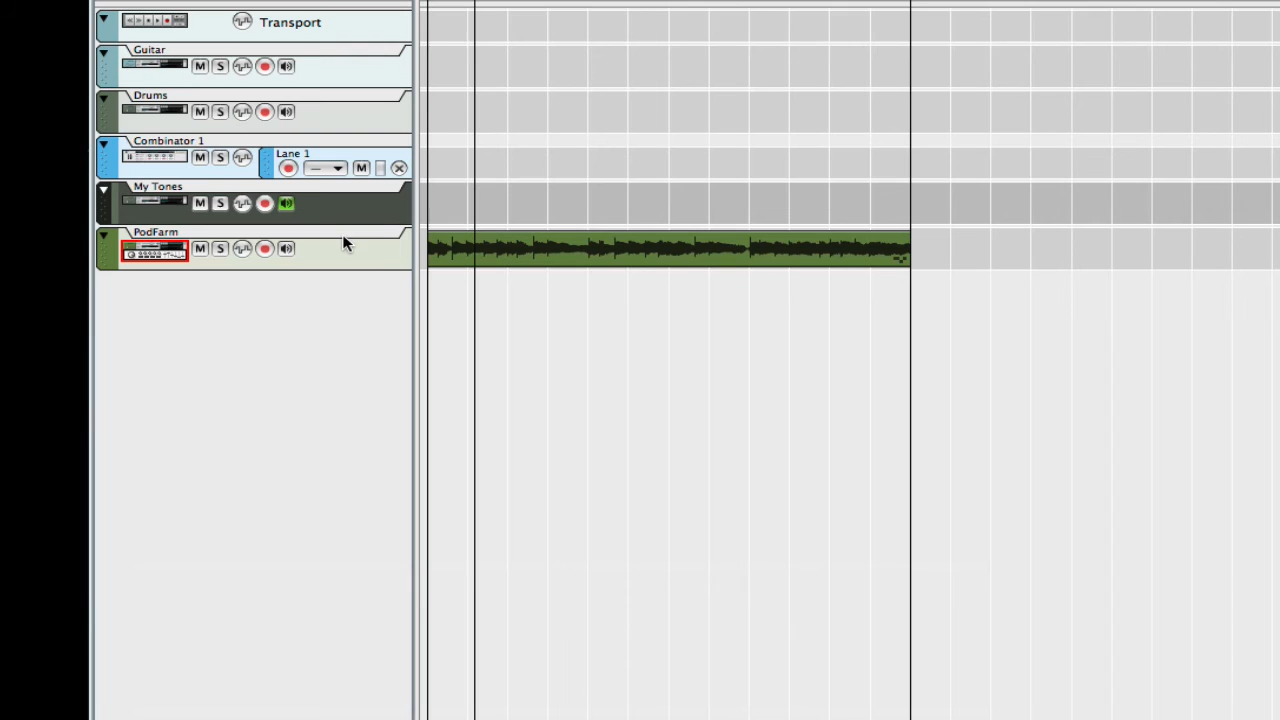 Transport
Guitar
M S
Drums
M S
Combinator 1
M S
Lane 1
— M
My Tones
M S
PodFarm
M S